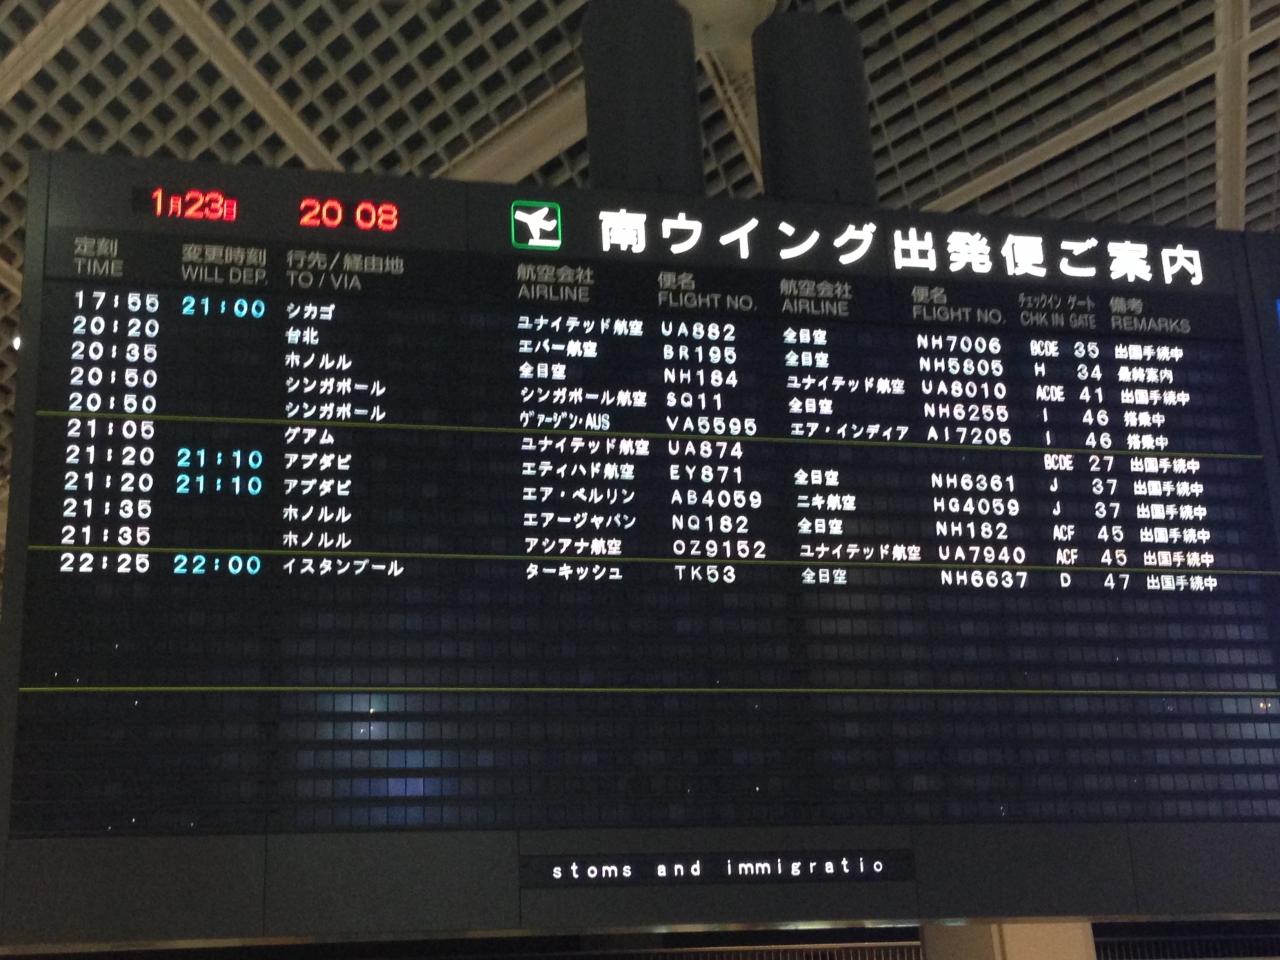 1月23日 20 08 南ウイング出発便ご案内
定刻 変更時刻 行先/経由地 航空会社 便名 航空会社 便名 チェックイン ゲート 備考
TIME WILL DEP. TO / VIA AIRLINE FLIGHT NO. AIRLINE FLIGHT NO. CHK IN GATE REMARKS
17:55 21:00 シカゴ ユナイテッド航空 UA882 全日空 NH7006 BCDE 35 出国手続中
20:20 台北 エバー航空 BR195 全日空 NH5805 H 34 最終案内
20:35 ホノルル 全日空 NH184 ユナイテッド航空 UA8010 ACDE 41 出国手続中
20:50 シンガポール シンガポール航空 SQ11 全日空 NH6255 I 46 搭乗中
20:50 シンガポール ヴァージン・AUS VA5595 エア・インディア AI7205 I 46 搭乗中
21:05 グアム ユナイテッド航空 UA874 BCDE 27 出国手続中
21:20 21:10 アブダビ エティハド航空 EY871 全日空 NH6361 J 37 出国手続中
21:20 21:10 アブダビ エア・ベルリン AB4059 ニキ航空 HG4059 J 37 出国手続中
21:35 ホノルル エアージャパン NQ182 全日空 NH182 ACF 45 出国手続中
21:35 ホノルル アシアナ航空 OZ9152 ユナイテッド航空 UA7940 ACF 45 出国手続中
22:25 22:00 イスタンブール ターキッシュ TK53 全日空 NH6637 D 47 出国手続中
stoms and immigratio